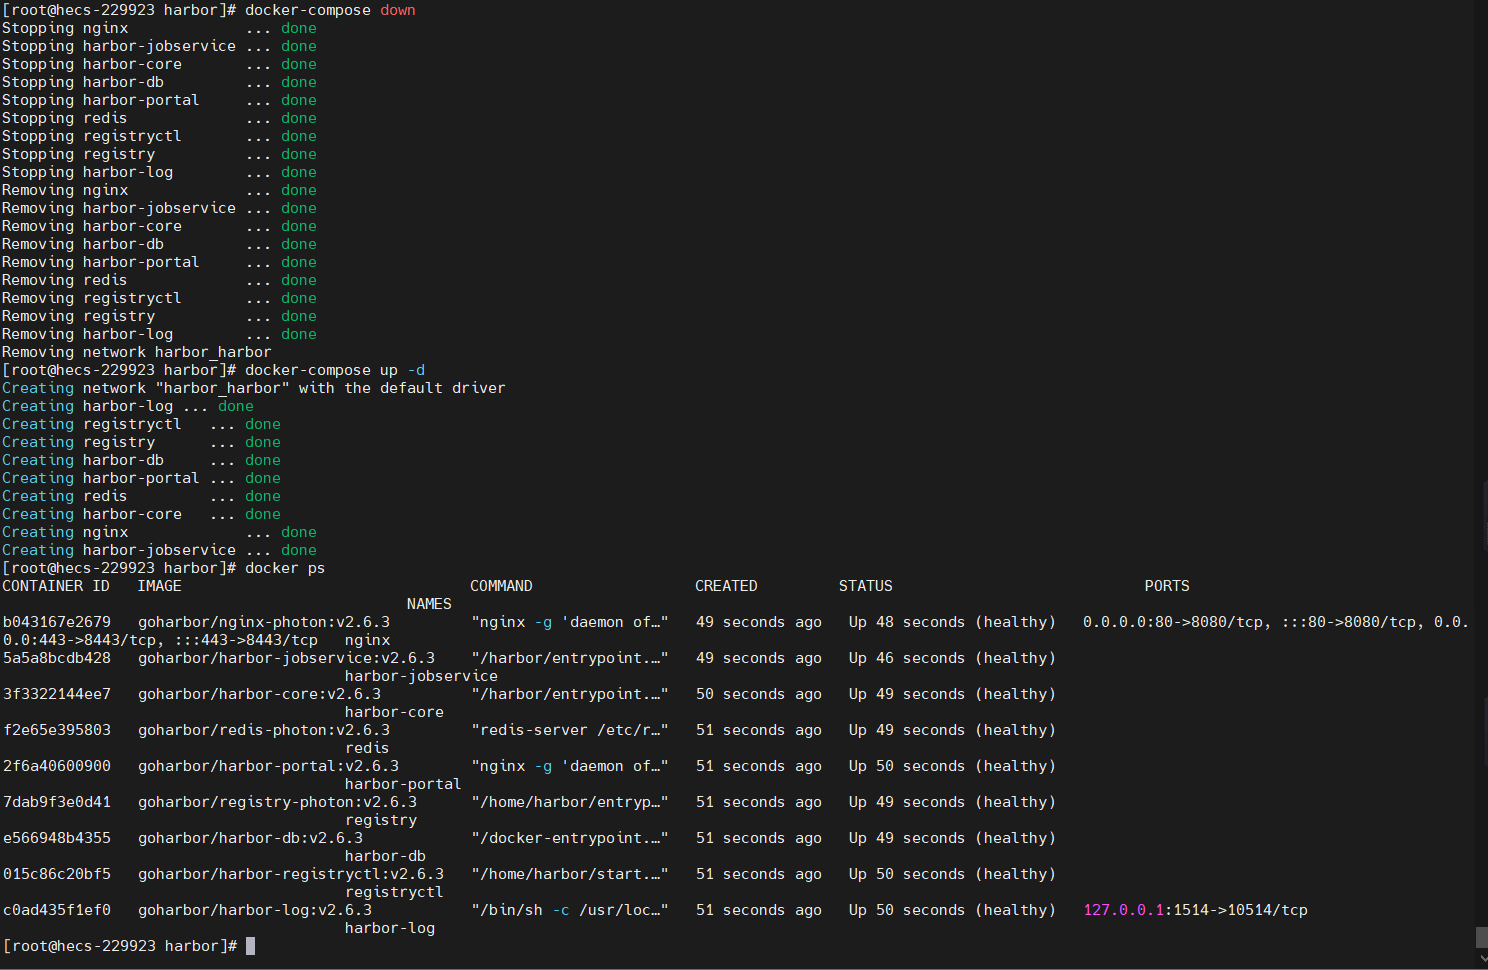 [root@hecs-229923 harbor]# docker-compose down
Stopping nginx             ... done
Stopping harbor-jobservice ... done
Stopping harbor-core       ... done
Stopping harbor-db         ... done
Stopping harbor-portal     ... done
Stopping redis             ... done
Stopping registryctl       ... done
Stopping registry          ... done
Stopping harbor-log        ... done
Removing nginx             ... done
Removing harbor-jobservice ... done
Removing harbor-core       ... done
Removing harbor-db         ... done
Removing harbor-portal     ... done
Removing redis             ... done
Removing registryctl       ... done
Removing registry          ... done
Removing harbor-log        ... done
Removing network harbor_harbor
[root@hecs-229923 harbor]# docker-compose up -d
Creating network "harbor_harbor" with the default driver
Creating harbor-log ... done
Creating registryctl   ... done
Creating registry      ... done
Creating harbor-db     ... done
Creating harbor-portal ... done
Creating redis         ... done
Creating harbor-core   ... done
Creating nginx             ... done
Creating harbor-jobservice ... done
[root@hecs-229923 harbor]# docker ps
CONTAINER ID   IMAGE                                COMMAND                  CREATED         STATUS                            PORTS
                                             NAMES
b043167e2679   goharbor/nginx-photon:v2.6.3         "nginx -g 'daemon of…"   49 seconds ago   Up 48 seconds (healthy)   0.0.0.0:80->8080/tcp, :::80->8080/tcp, 0.0.
0.0:443->8443/tcp, :::443->8443/tcp   nginx
5a5a8bcdb428   goharbor/harbor-jobservice:v2.6.3    "/harbor/entrypoint.…"   49 seconds ago   Up 46 seconds (healthy)
                                      harbor-jobservice
3f3322144ee7   goharbor/harbor-core:v2.6.3          "/harbor/entrypoint.…"   50 seconds ago   Up 49 seconds (healthy)
                                      harbor-core
f2e65e395803   goharbor/redis-photon:v2.6.3         "redis-server /etc/r…"   51 seconds ago   Up 49 seconds (healthy)
                                      redis
2f6a40600900   goharbor/harbor-portal:v2.6.3        "nginx -g 'daemon of…"   51 seconds ago   Up 50 seconds (healthy)
                                      harbor-portal
7dab9f3e0d41   goharbor/registry-photon:v2.6.3      "/home/harbor/entryp…"   51 seconds ago   Up 49 seconds (healthy)
                                      registry
e566948b4355   goharbor/harbor-db:v2.6.3            "/docker-entrypoint.…"   51 seconds ago   Up 49 seconds (healthy)
                                      harbor-db
015c86c20bf5   goharbor/harbor-registryctl:v2.6.3   "/home/harbor/start.…"   51 seconds ago   Up 50 seconds (healthy)
                                      registryctl
c0ad435f1ef0   goharbor/harbor-log:v2.6.3           "/bin/sh -c /usr/loc…"   51 seconds ago   Up 50 seconds (healthy)   127.0.0.1:1514->10514/tcp
                                      harbor-log
[root@hecs-229923 harbor]#